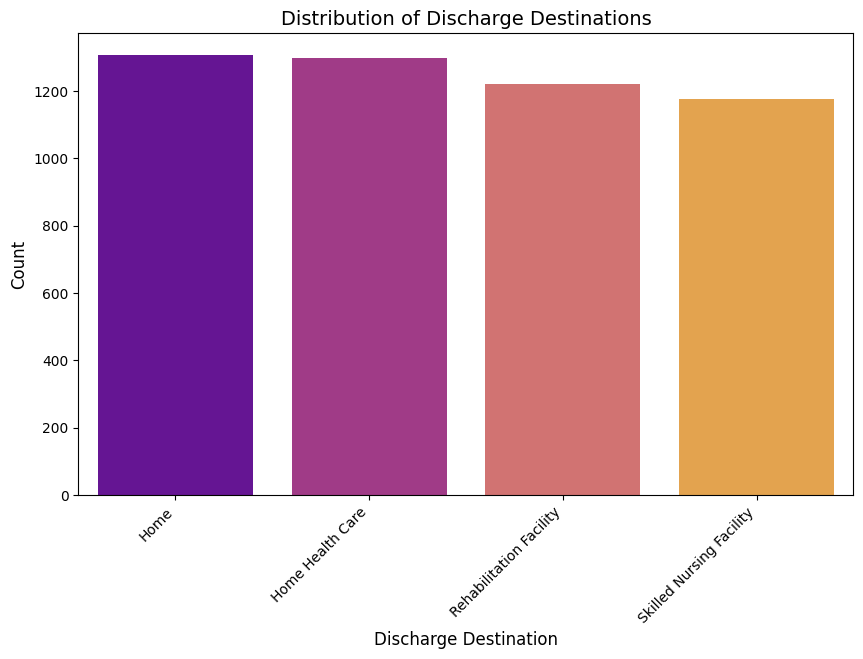 Distribution of Discharge Destinations
Count
1200
1000
800
600
400
200
0
Home
Home Health Care
Rehabilitation Facility
Skilled Nursing Facility
Discharge Destination